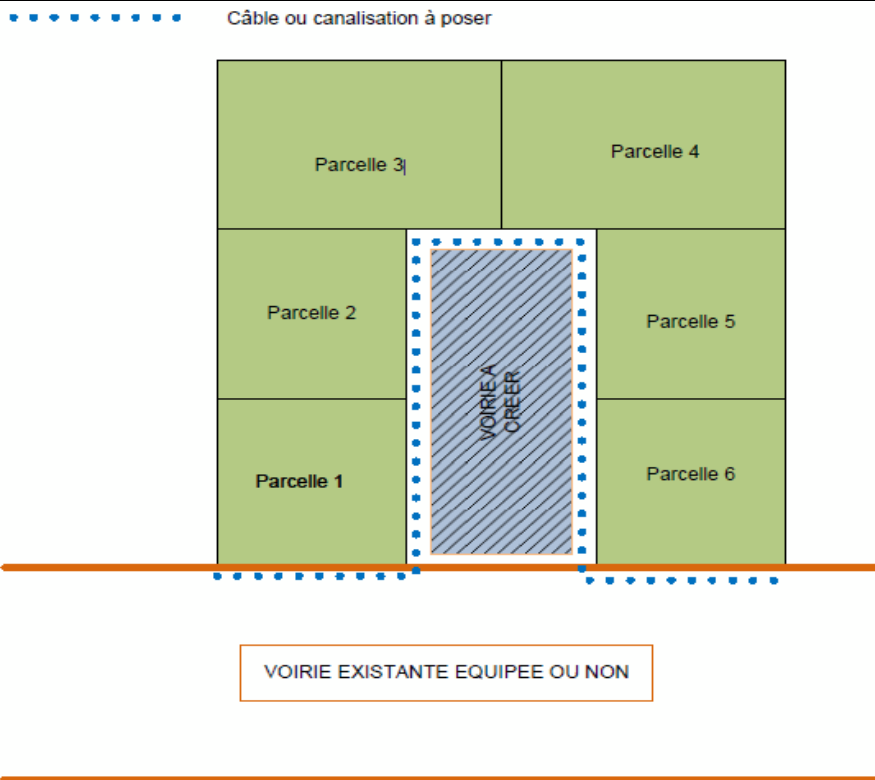 Câble ou canalisation à poser
Parcelle 3
Parcelle 4
Parcelle 2
Parcelle 5
VOIRIE A
CREER
Parcelle 1
Parcelle 6
VOIRIE EXISTANTE EQUIPEE OU NON